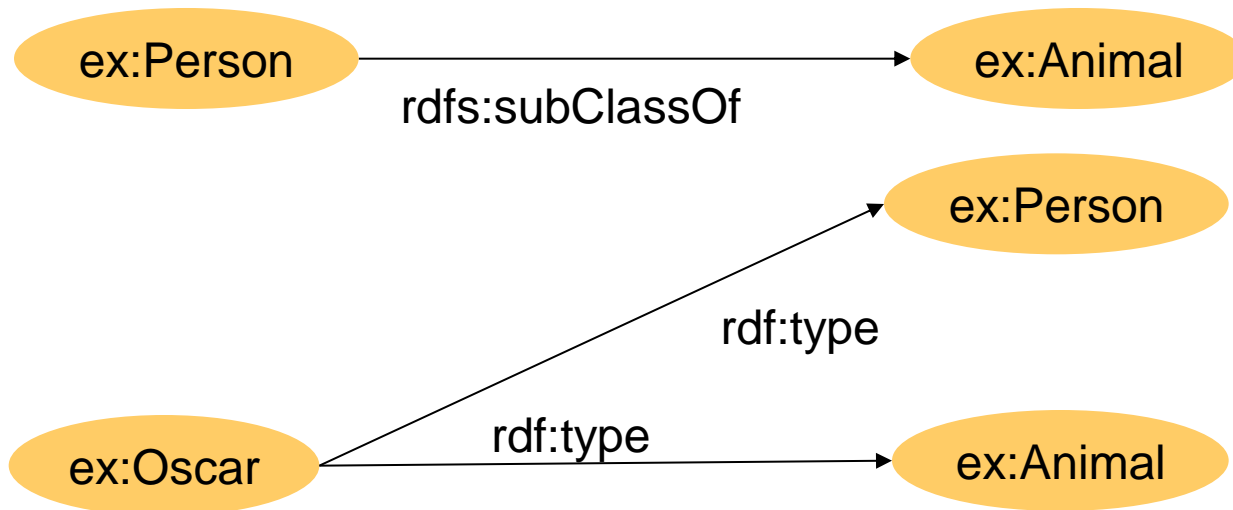 ex:Person
ex:Animal
rdfs:subClassOf
ex:Person
rdf:type
rdf:type
ex:Oscar
ex:Animal